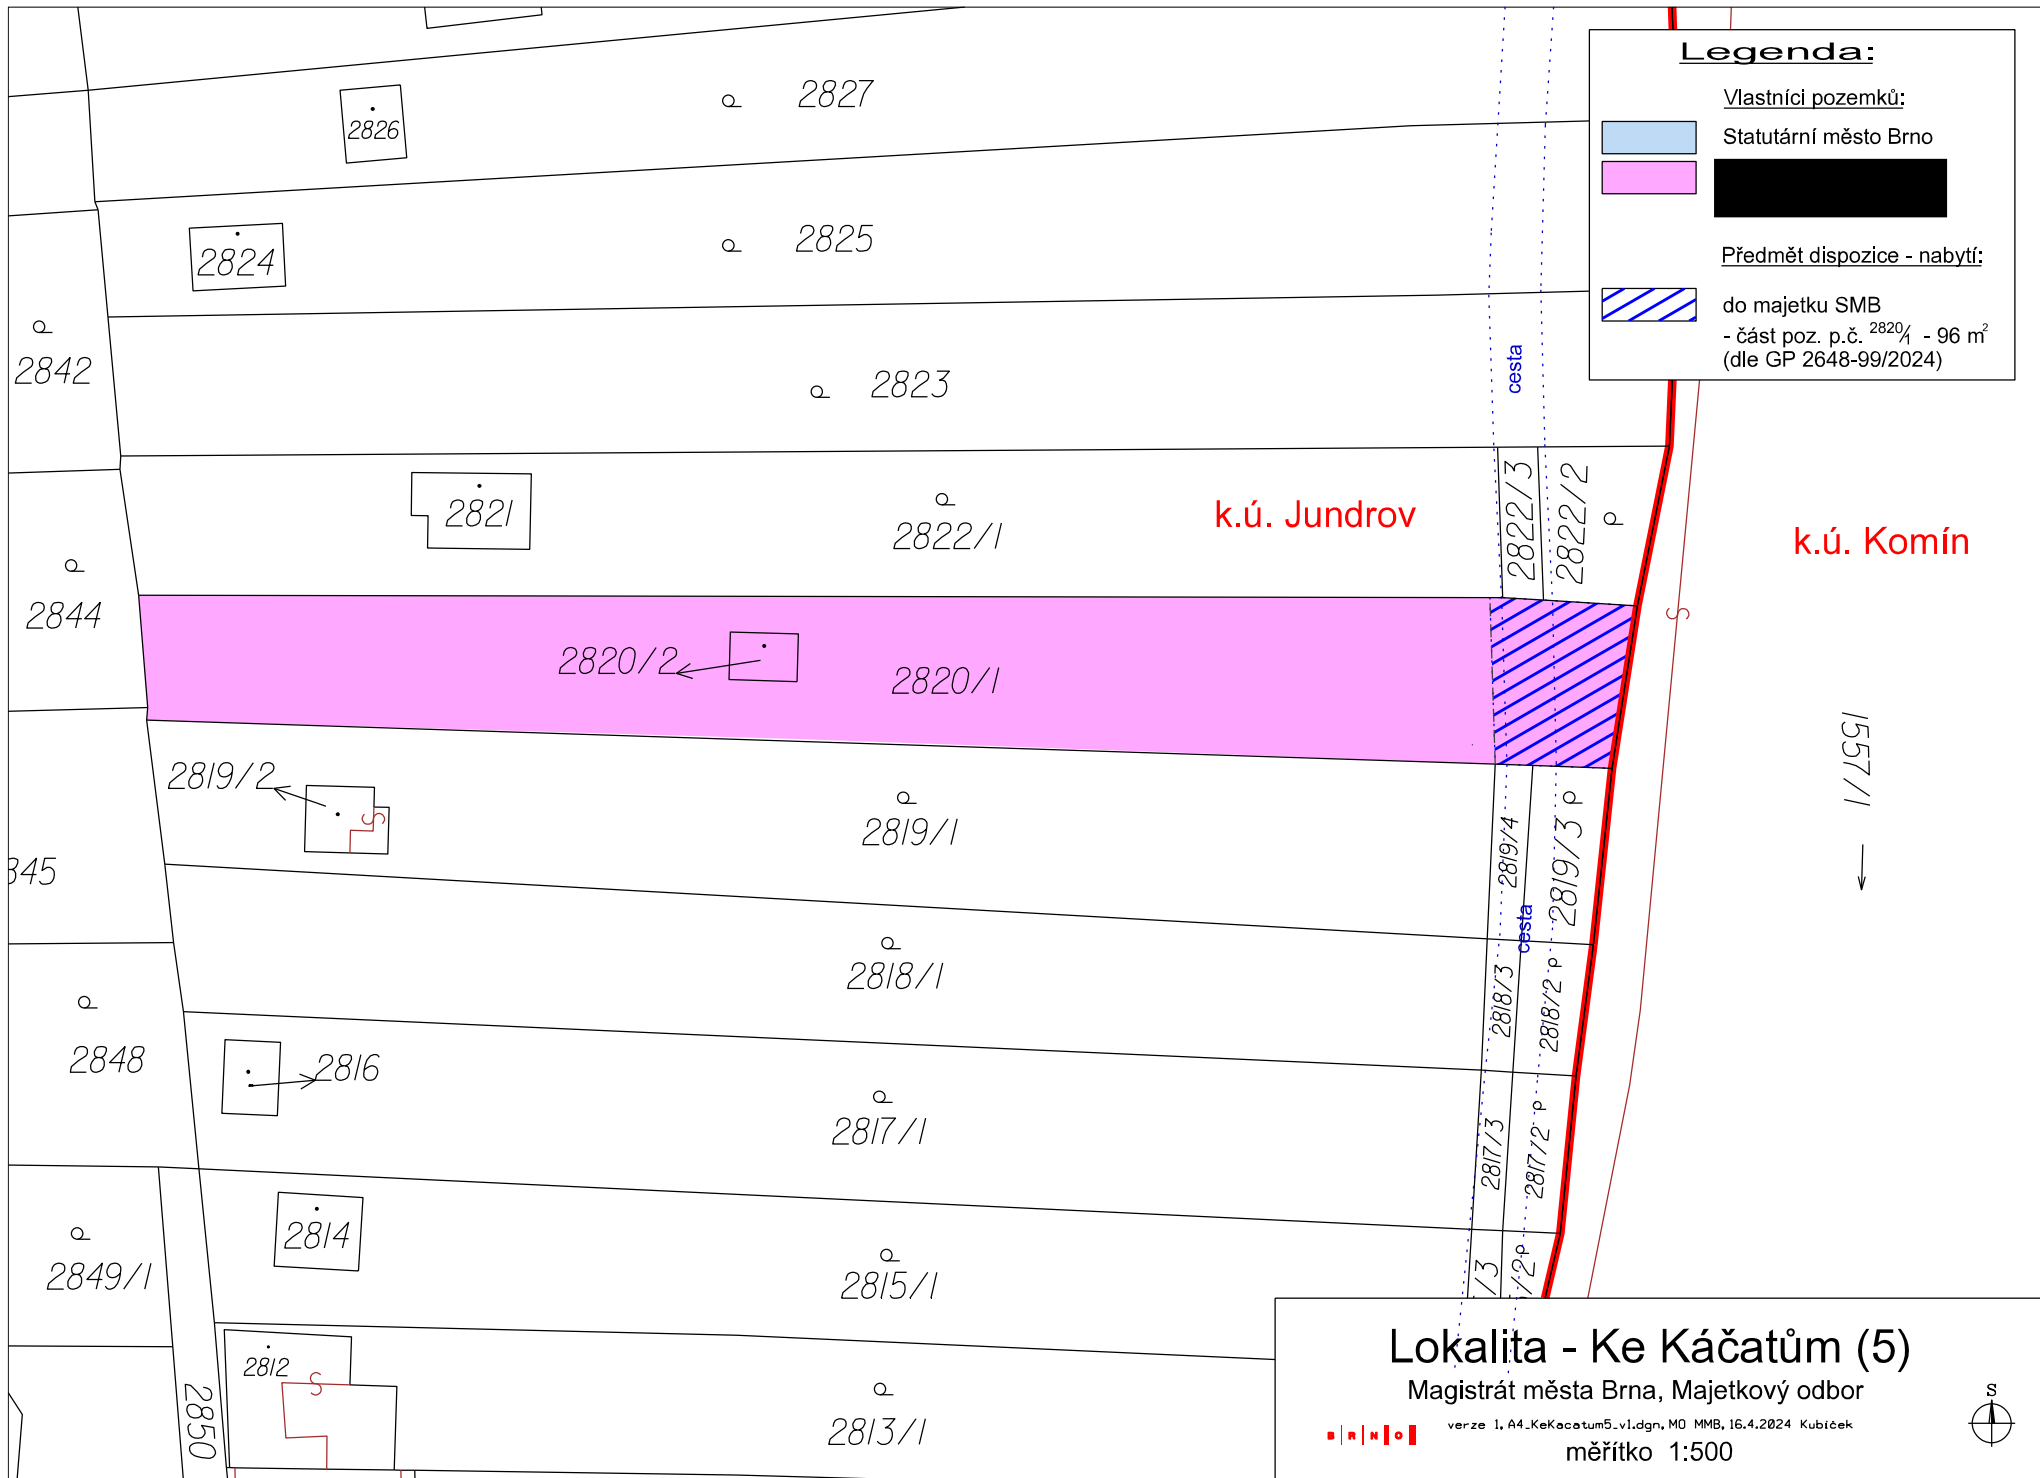 Legenda:
Vlastníci pozemků:
Statutární město Brno
Předmět dispozice - nabytí:
do majetku SMB
- část poz. p.č. 2820/1 - 96 m²
(dle GP 2648-99/2024)
2827
2826
2825
2824
2842
2823
cesta
2821
2822/1
k.ú. Jundrov
2822/3
2822/2
k.ú. Komín
2844
2820/2
2820/1
S
1557/1
2819/2
S
2819/1
2819/4
2819/3
845
cesta
2818/1
2818/3
2818/2
2848
2816
2817/1
2817/3
2817/2
2814
2849/1
2815/1
/3
5/2
2812
S
2850
2813/1
Lokalita - Ke Káčatům (5)
Magistrát města Brna, Majetkový odbor
verze 1, A4_KeKacatum5_v1.dgn, MO MMB, 16.4.2024 Kubíček
BRNO
měřítko 1:500
S